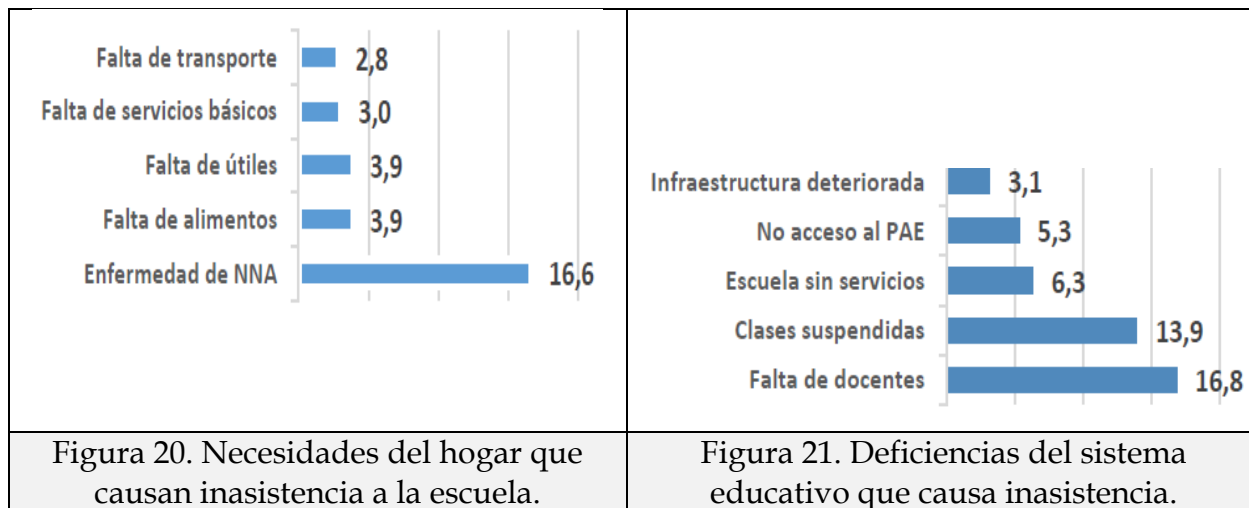 Falta de transporte 2,8
Falta de servicios básicos 3,0
Falta de útiles 3,9
Falta de alimentos 3,9
Enfermedad de NNA 16,6
Figura 20. Necesidades del hogar que
causan inasistencia a la escuela.
Infraestructura deteriorada 3,1
No acceso al PAE 5,3
Escuela sin servicios 6,3
Clases suspendidas 13,9
Falta de docentes 16,8
Figura 21. Deficiencias del sistema
educativo que causa inasistencia.